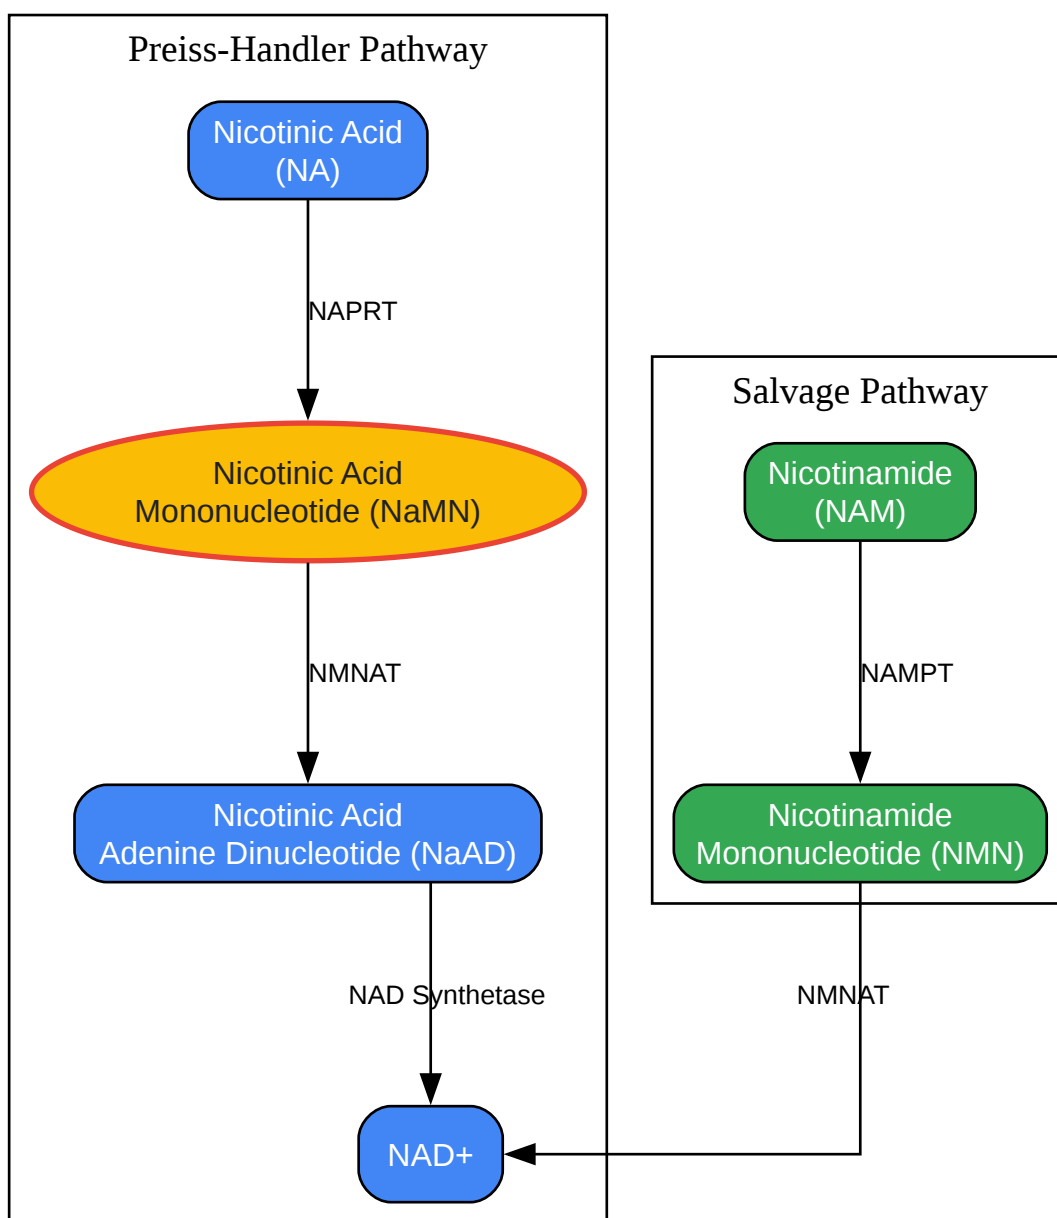 Preiss-Handler Pathway
Nicotinic Acid
(NA)
NAPRT
Nicotinic Acid
Mononucleotide (NaMN)
NMNAT
Nicotinic Acid
Adenine Dinucleotide (NaAD)
NAD Synthetase
NAD+
Salvage Pathway
Nicotinamide
(NAM)
NAMPT
Nicotinamide
Mononucleotide (NMN)
NMNAT